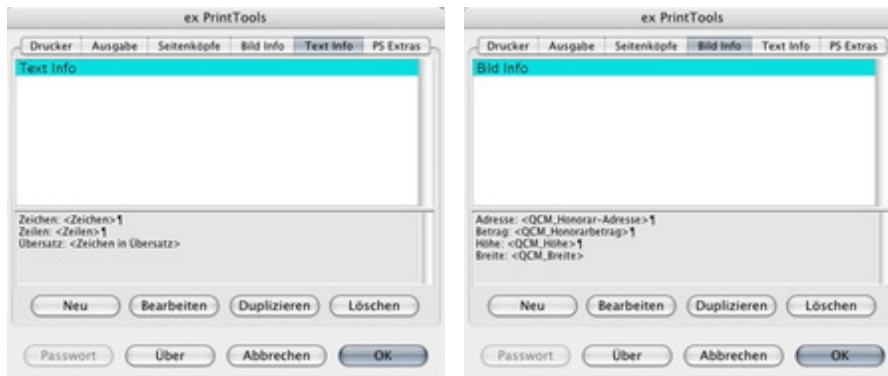 ex PrintTools
Drucker Ausgabe Seitenköpfe Bild Info Text Info PS Extras
Text Info
Zeichen: <Zeichen>¶
Zeilen: <Zeilen>¶
Übersatz: <Zeichen in Übersatz>
Neu Bearbeiten Duplizieren Löschen
Passwort Über Abbrechen OK
ex PrintTools
Drucker Ausgabe Seitenköpfe Bild Info Text Info PS Extras
Bild Info
Adresse: <QCM_Honorar-Adresse>¶
Betrag: <QCM_Honorarbetrag>¶
Höhe: <QCM_Höhe>¶
Breite: <QCM_Breite>
Neu Bearbeiten Duplizieren Löschen
Passwort Über Abbrechen OK